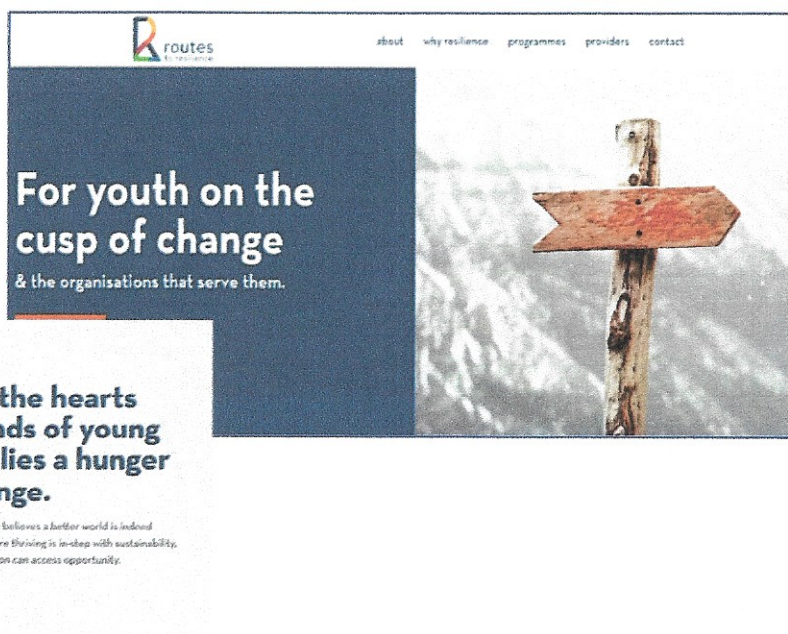 routes
to resilience
about why resilience programmes providers contact
For youth on the
cusp of change
& the organisations that serve them.
the hearts
nds of young
lies a hunger
nge.
believes a better world is indeed
re thriving is in-step with sustainability,
on can access opportunity.